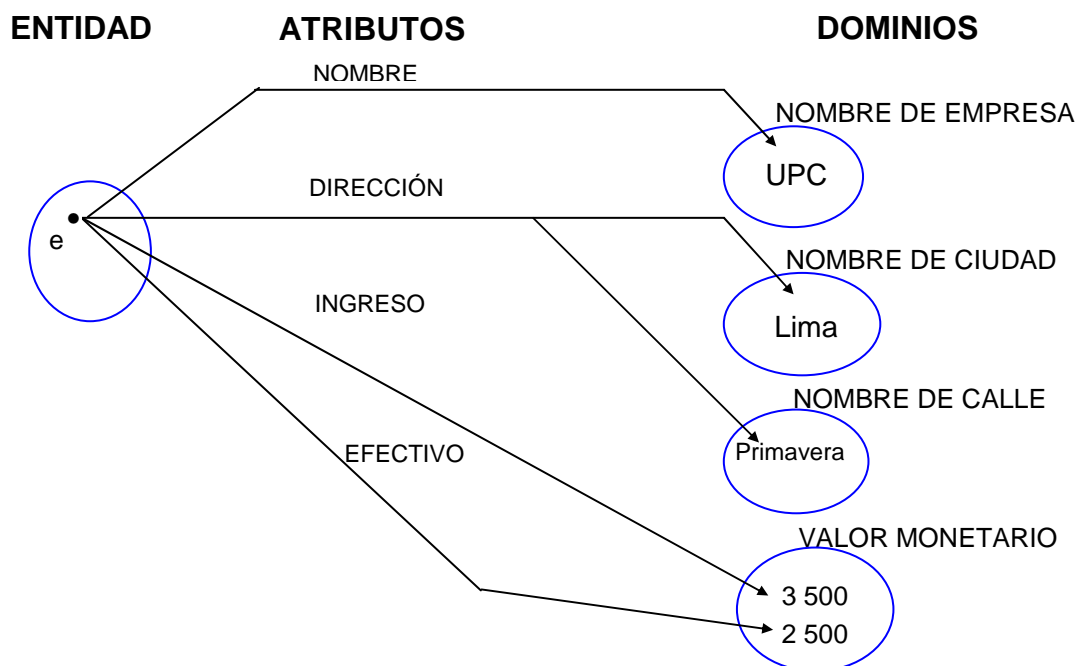 ENTIDAD ATRIBUTOS DOMINIOS
NOMBRE
NOMBRE DE EMPRESA
UPC
DIRECCIÓN
e
NOMBRE DE CIUDAD
INGRESO
Lima
NOMBRE DE CALLE
EFECTIVO
Primavera
VALOR MONETARIO
3 500
2 500